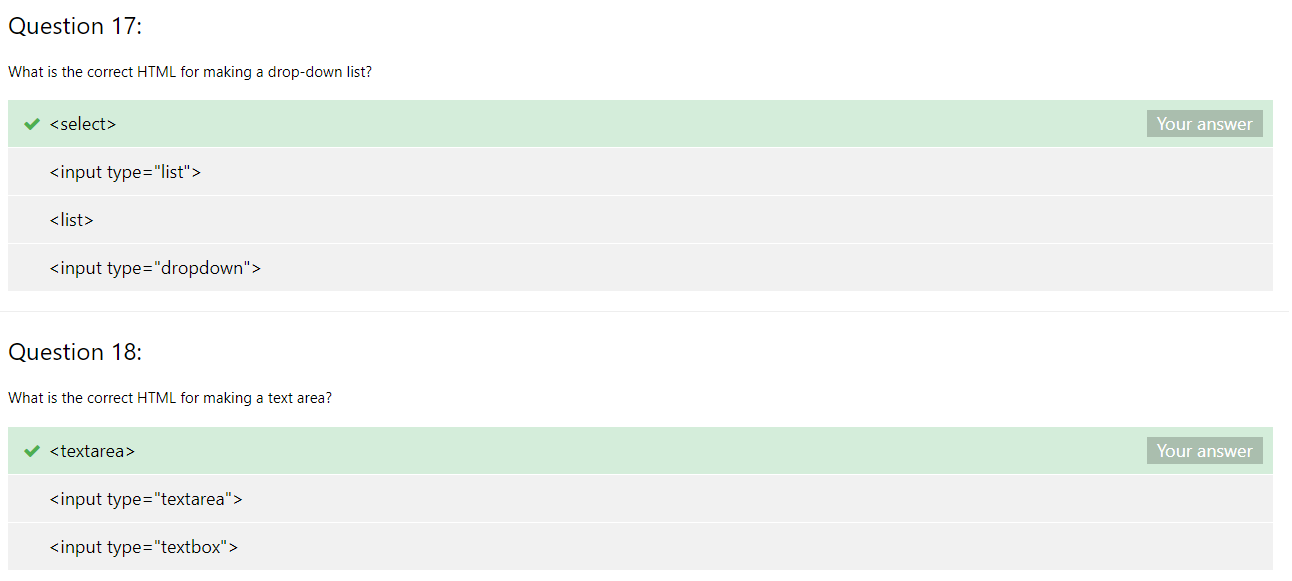 Question 17:
What is the correct HTML for making a drop-down list?
<select> Your answer
<input type="list">
<list>
<input type="dropdown">
Question 18:
What is the correct HTML for making a text area?
<textarea> Your answer
<input type="textarea">
<input type="textbox">